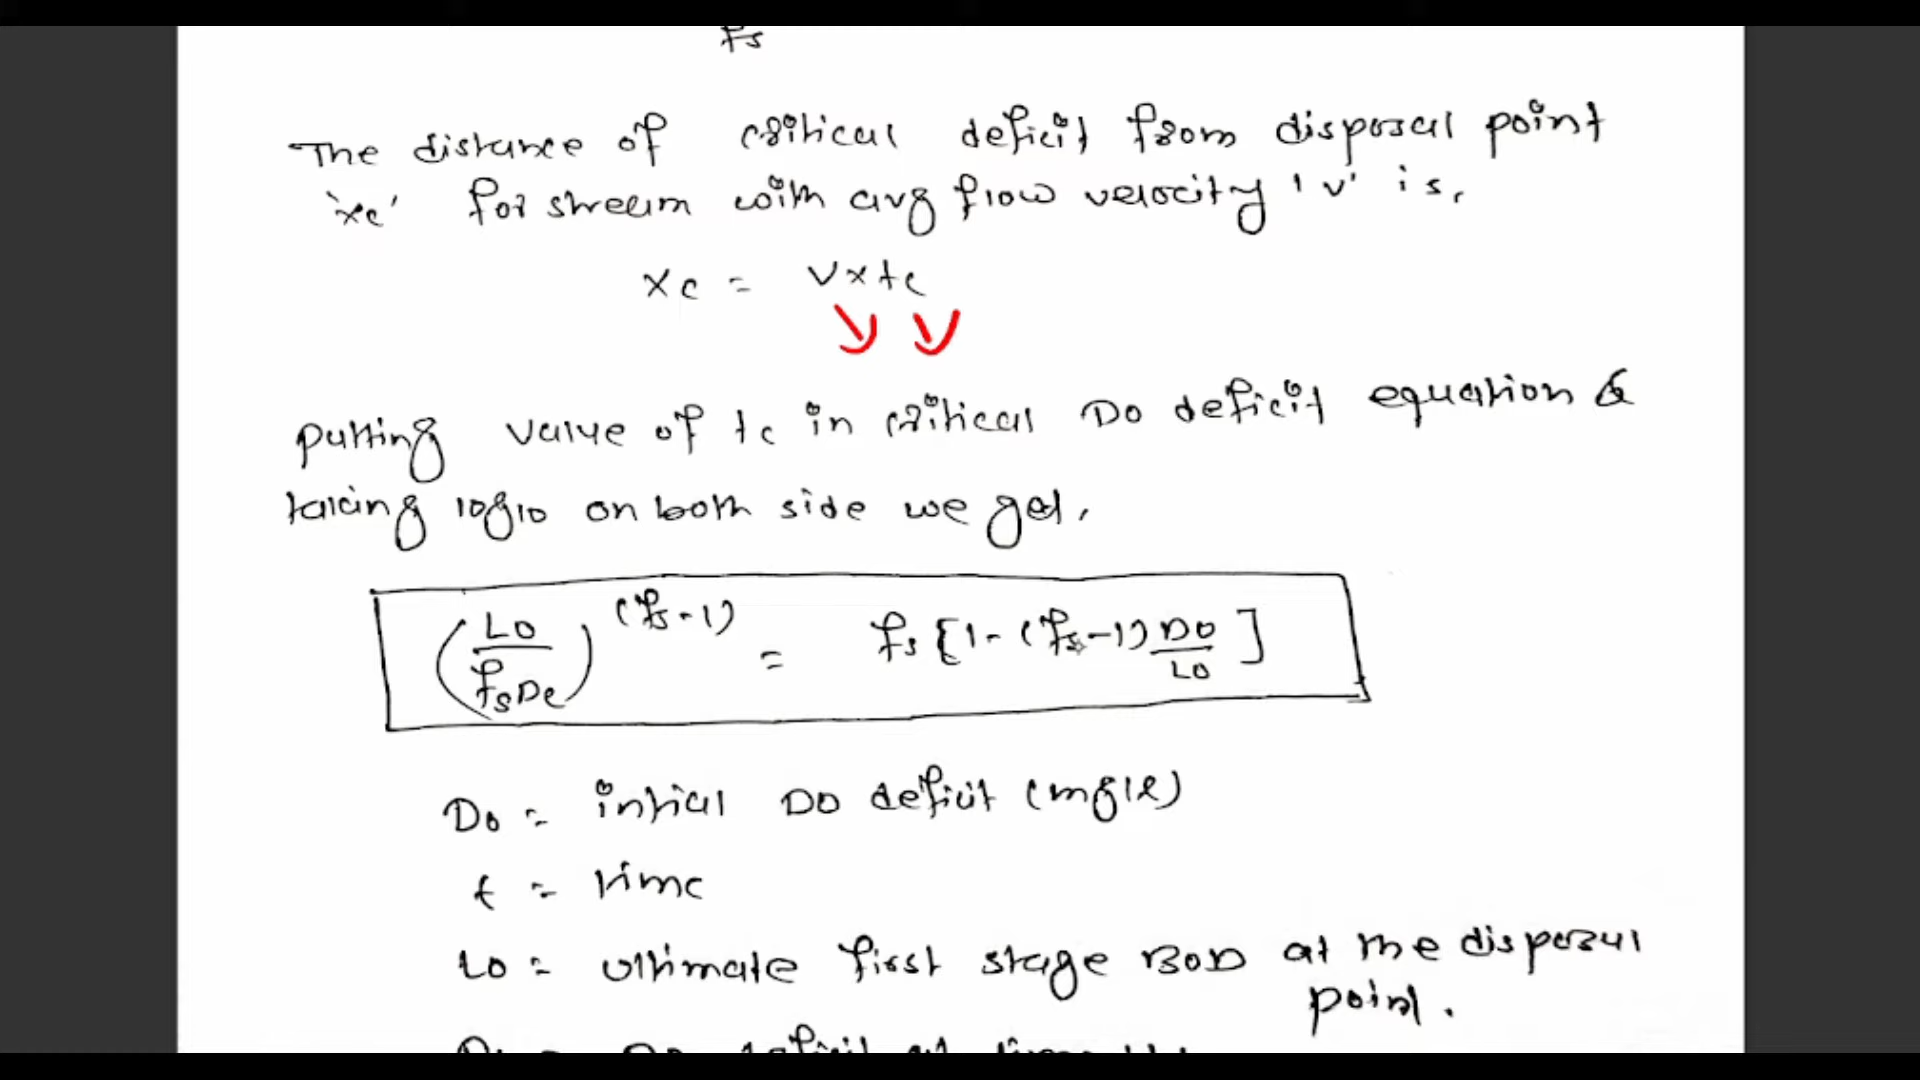 fs
The distance of critical deficit from disposal point
'xc' for stream with avg flow velocity 'v' is,
xc = v×tc
putting value of tc in critical DO deficit equation &
taking log10 on both side we get,
(Lo/fsDc)^(fs-1) = fs[1-(fs-1)Do/Lo]
Do = initial DO deficit (mg/l)
t = time
Lo = ultimate first stage BOD at the disposal
point.